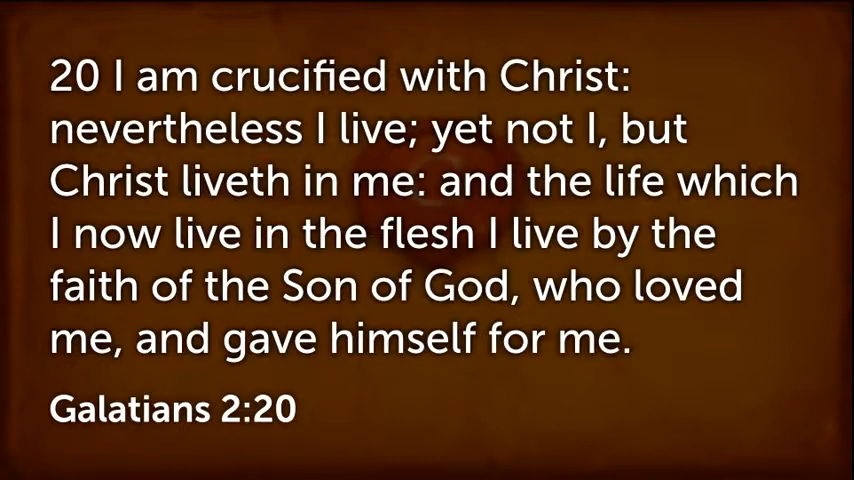 20 I am crucified with Christ:
nevertheless I live; yet not I, but
Christ liveth in me: and the life which
I now live in the flesh I live by the
faith of the Son of God, who loved
me, and gave himself for me.
Galatians 2:20